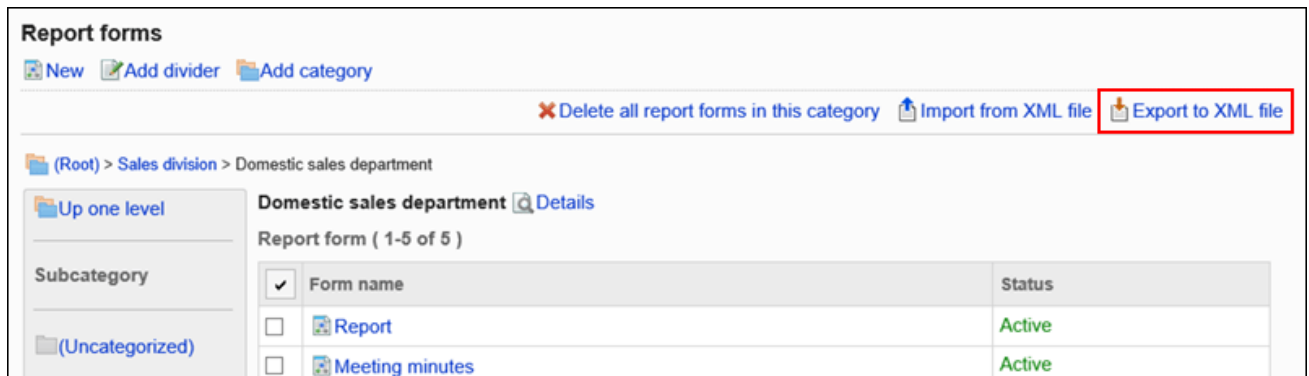 Report forms
New Add divider Add category
Delete all report forms in this category Import from XML file Export to XML file
(Root) > Sales division > Domestic sales department
Up one level
Subcategory
(Uncategorized)
Domestic sales department Details
Report form ( 1-5 of 5 )
Form name Status
Report Active
Meeting minutes Active